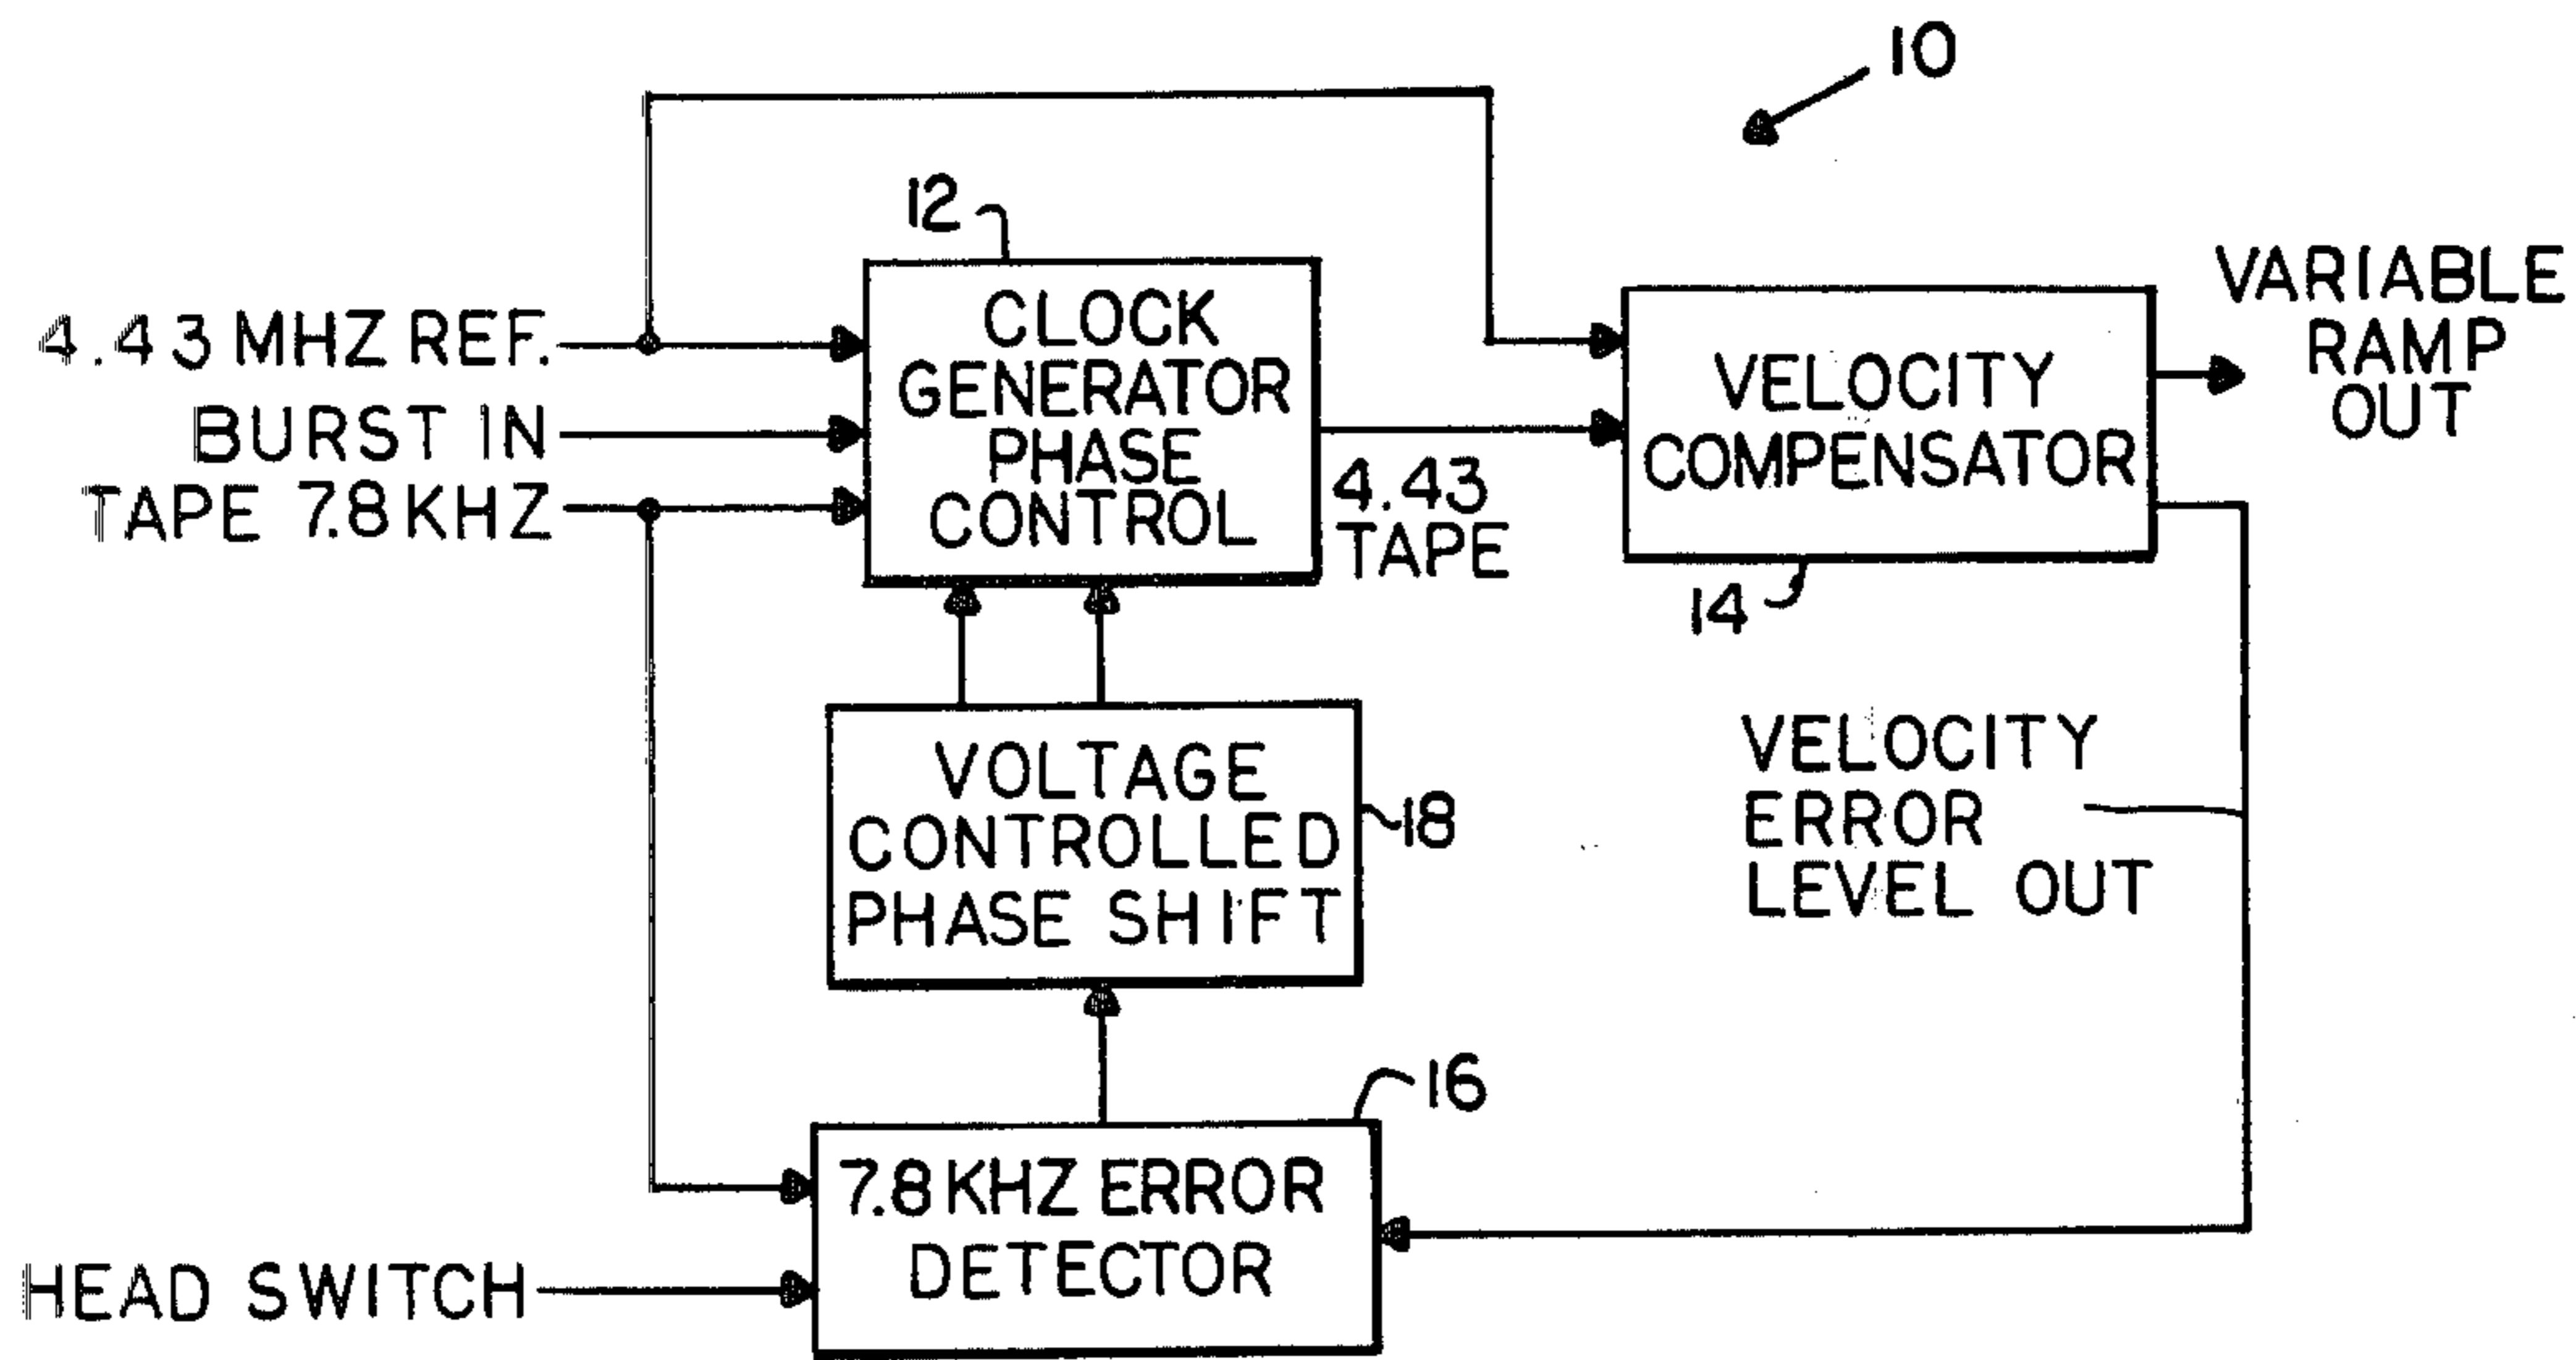 10
12
4.43 MHZ REF.
BURST IN
TAPE 7.8 KHZ
CLOCK
GENERATOR
PHASE
CONTROL
4.43
TAPE
VELOCITY
COMPENSATOR
14
VARIABLE
RAMP
OUT
VOLTAGE
CONTROLLED
PHASE SHIFT
18
VELOCITY
ERROR
LEVEL OUT
16
7.8 KHZ ERROR
DETECTOR
HEAD SWITCH